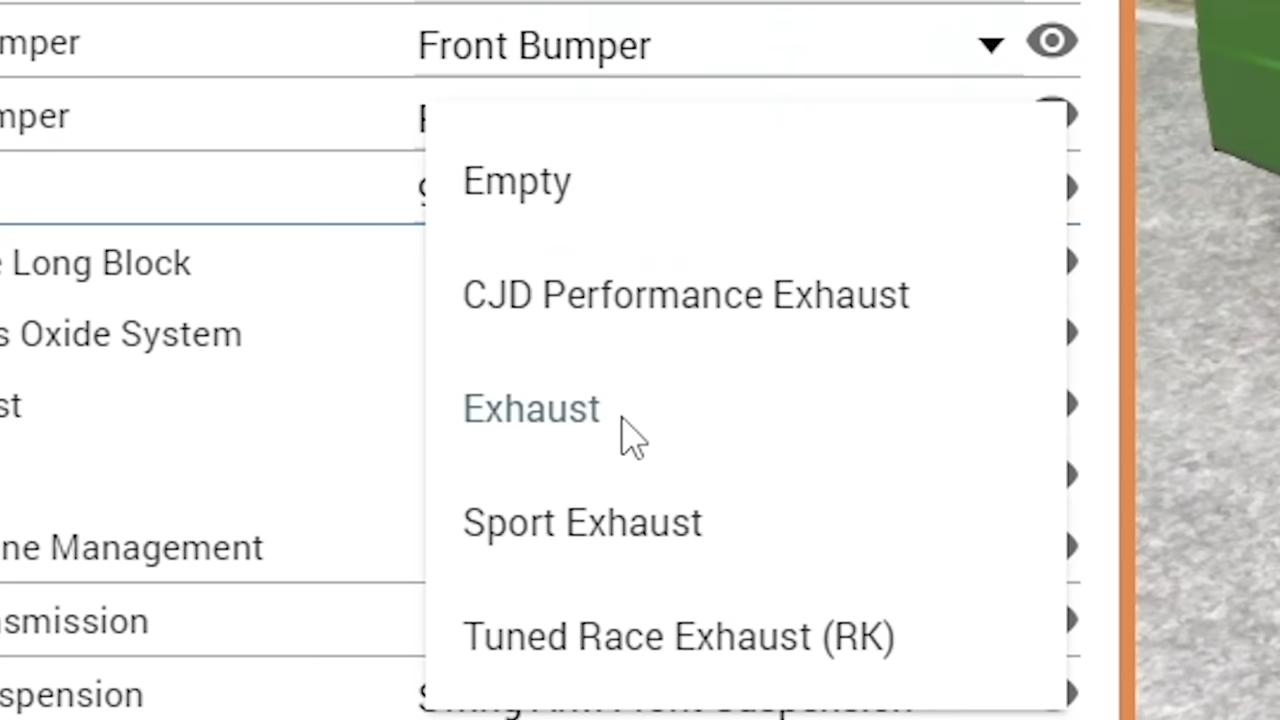 mper Front Bumper
mper
Empty
e Long Block
CJD Performance Exhaust
s Oxide System
st Exhaust
Sport Exhaust
ne Management
nsmission Tuned Race Exhaust (RK)
spension